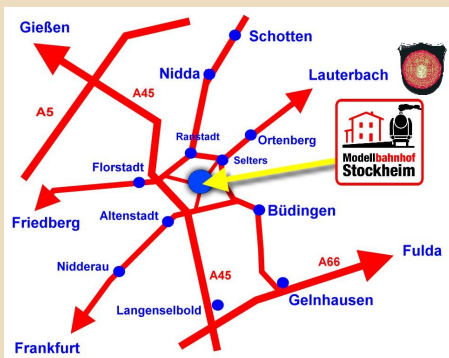 Gießen
Schotten
Nidda
Lauterbach
A5
A45
Ranstadt
Ortenberg
Selters
Modellbahnhof
Stockheim
Florstadt
Friedberg
Altenstadt
Büdingen
Nidderau
A45
A66
Fulda
Langenselbold
Gelnhausen
Frankfurt